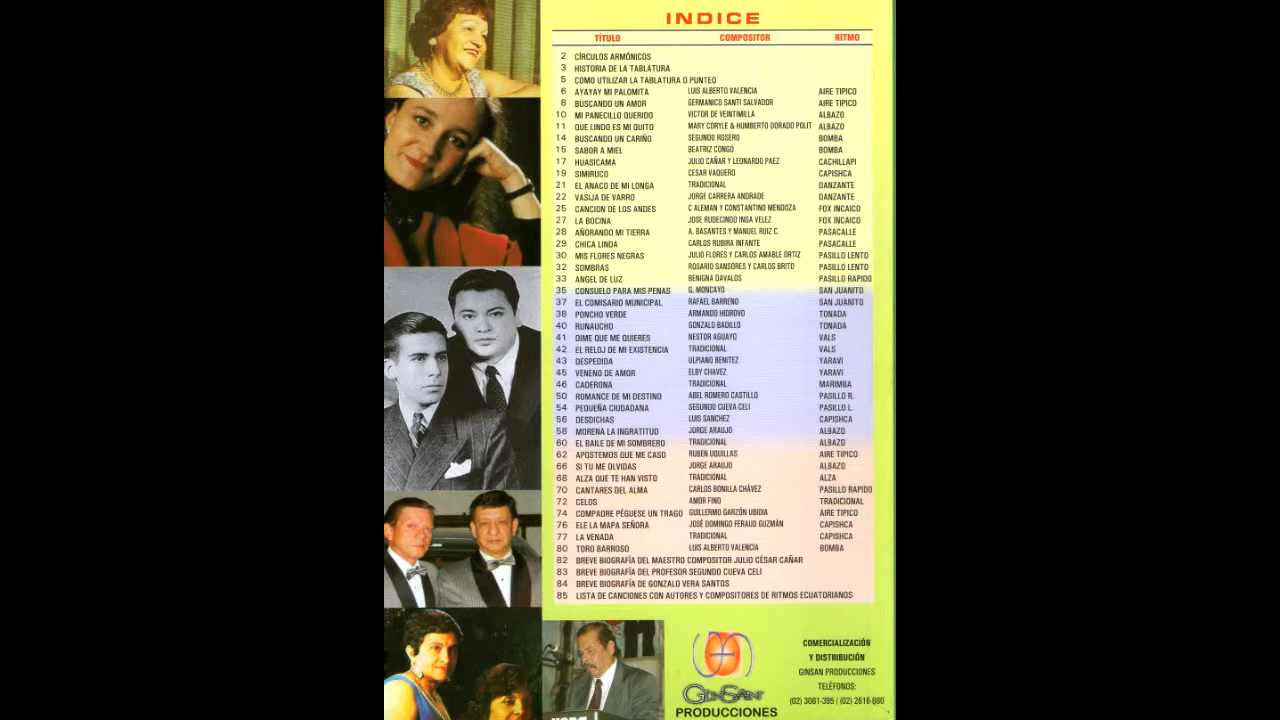 INDICE
TÍTULO COMPOSITOR RITMO
2 CÍRCULOS ARMÓNICOS
3 HISTORIA DE LA TABLATURA
5 COMO UTILIZAR LA TABLATURA O PUNTEO
6 AYAYAY MI PALOMITA LUIS ALBERTO VALENCIA AIRE TIPICO
8 BUSCANDO UN AMOR GERMANICO SANTI SALVADOR AIRE TIPICO
10 MI PANECILLO QUERIDO VICTOR DE VEINTIMILLA ALBAZO
11 QUE LINDO ES MI QUITO MARY CORYLE & HUMBERTO DORADO POLIT ALBAZO
14 BUSCANDO UN CARIÑO SEGUNDO ROSERO BOMBA
15 SABOR A MIEL BEATRIZ CONGO BOMBA
17 HUASICAMA JULIO CAÑAR Y LEONARDO PAEZ CACHILLAPI
19 SIMIRUCO CESAR VAQUERO CAPISHCA
21 EL ANACO DE MI LONGA TRADICIONAL DANZANTE
22 VASIJA DE VARRO JORGE CARRERA ANDRADE DANZANTE
25 CANCION DE LOS ANDES C ALEMAN Y CONSTANTINO MENDOZA FOX INCAICO
27 LA BOCINA JOSE RUDECINDO INGA VELEZ FOX INCAICO
28 AÑORANDO MI TIERRA A. BASANTES Y MANUEL RUIZ C. PASACALLE
29 CHICA LINDA CARLOS RUBIRA INFANTE PASACALLE
30 MIS FLORES NEGRAS JULIO FLORES Y CARLOS AMABLE ORTIZ PASILLO LENTO
32 SOMBRAS ROSARIO SANSORES Y CARLOS BRITO PASILLO LENTO
33 ANGEL DE LUZ BENIGNA DAVALOS PASILLO RAPIDO
35 CONSUELO PARA MIS PENAS G. MONCAYO SAN JUANITO
37 EL COMISARIO MUNICIPAL RAFAEL BARRENO SAN JUANITO
38 PONCHO VERDE ARMANDO HIDROVO TONADA
40 RUNAUCHO GONZALO BADILLO TONADA
41 DIME QUE ME QUIERES NESTOR AGUAYO VALS
42 EL RELOJ DE MI EXISTENCIA TRADICIONAL VALS
43 DESPEDIDA ULPIANO BENITEZ YARAVI
45 VENENO DE AMOR ELBY CHAVEZ YARAVI
46 CADERONA TRADICIONAL MARIMBA
50 ROMANCE DE MI DESTINO ABEL ROMERO CASTILLO PASILLO R.
54 PEQUEÑA CIUDADANA SEGUNDO CUEVA CELI PASILLO L.
56 DESDICHAS LUIS SANCHEZ CAPISHCA
58 MORENA LA INGRATITUD JORGE ARAUJO ALBAZO
60 EL BAILE DE MI SOMBRERO TRADICIONAL ALBAZO
62 APOSTEMOS QUE ME CASO RUBEN UQUILLAS AIRE TIPICO
66 SI TU ME OLVIDAS JORGE ARAUJO ALBAZO
68 ALZA QUE TE HAN VISTO TRADICIONAL ALZA
70 CANTARES DEL ALMA CARLOS BONILLA CHÁVEZ PASILLO RAPIDO
72 CELOS AMOR FINO TRADICIONAL
74 COMPADRE PÉGUESE UN TRAGO GUILLERMO GARZÓN UBIDIA AIRE TIPICO
76 ELE LA MAPA SEÑORA JOSÉ DOMINGO FERAUD GUZMÁN CAPISHCA
77 LA VENADA TRADICIONAL CAPISHCA
80 TORO BARROSO LUIS ALBERTO VALENCIA BOMBA
82 BREVE BIOGRAFÍA DEL MAESTRO COMPOSITOR JULIO CÉSAR CAÑAR
83 BREVE BIOGRAFÍA DEL PROFESOR SEGUNDO CUEVA CELI
84 BREVE BIOGRAFÍA DE GONZALO VERA SANTOS
85 LISTA DE CANCIONES CON AUTORES Y COMPOSITORES DE RITMOS ECUATORIANOS
GINSAN
PRODUCCIONES
COMERCIALIZACIÓN
Y DISTRIBUCIÓN
GINSAN PRODUCCIONES
TELÉFONOS:
(02) 3061-395 / (02) 2616-660